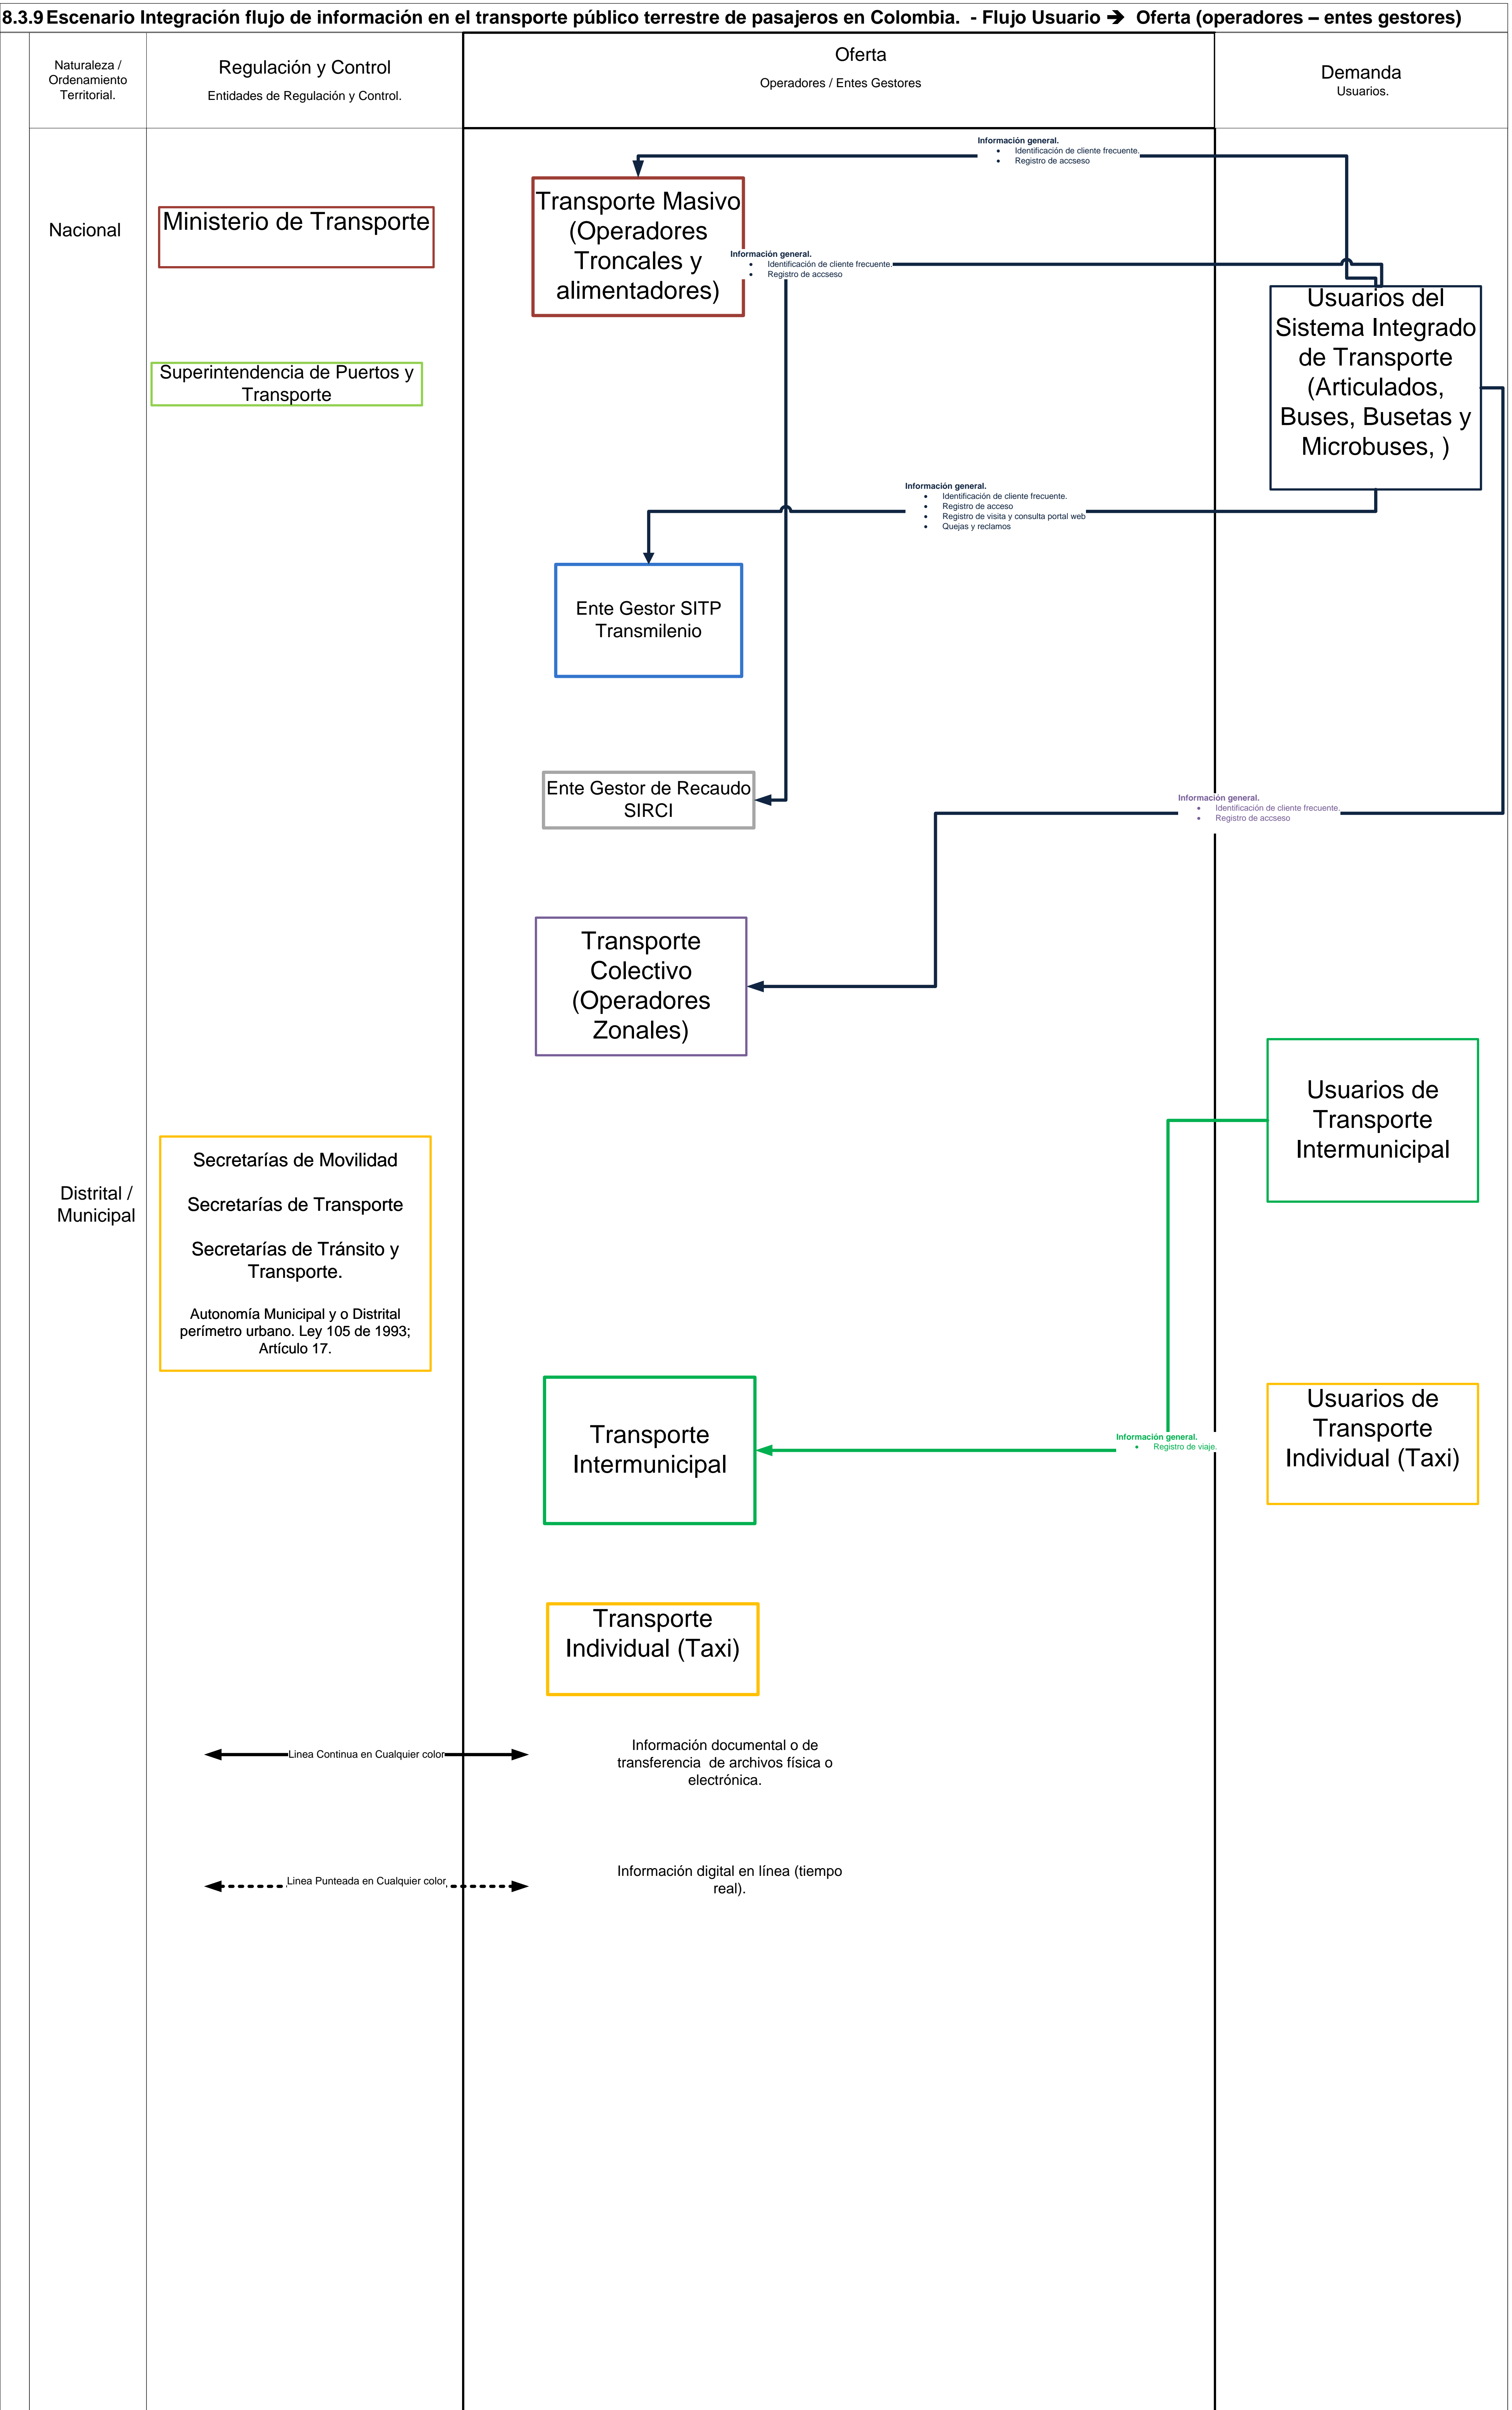 8.3.9 Escenario Integración flujo de información en el transporte público terrestre de pasajeros en Colombia. - Flujo Usuario ➔ Oferta (operadores – entes gestores)
Naturaleza /
Ordenamiento
Territorial.
Regulación y Control
Entidades de Regulación y Control.
Oferta
Operadores / Entes Gestores
Demanda
Usuarios.
Información general.
• Identificación de cliente frecuente.
• Registro de accseso
Nacional
Ministerio de Transporte
Transporte Masivo
(Operadores
Troncales y
alimentadores)
Información general.
• Identificación de cliente frecuente.
• Registro de accseso
Usuarios del
Sistema Integrado
de Transporte
(Articulados,
Buses, Busetas y
Microbuses, )
Superintendencia de Puertos y
Transporte
Información general.
• Identificación de cliente frecuente.
• Registro de acceso
• Registro de visita y consulta portal web
• Quejas y reclamos
Ente Gestor SITP
Transmilenio
Ente Gestor de Recaudo
SIRCI
Información general.
• Identificación de cliente frecuente.
• Registro de accseso
Transporte
Colectivo
(Operadores
Zonales)
Usuarios de
Transporte
Intermunicipal
Distrital /
Municipal
Secretarías de Movilidad
Secretarías de Transporte
Secretarías de Tránsito y
Transporte.
Autonomía Municipal y o Distrital
perímetro urbano. Ley 105 de 1993;
Artículo 17.
Transporte
Intermunicipal
Información general.
• Registro de viaje.
Usuarios de
Transporte
Individual (Taxi)
Transporte
Individual (Taxi)
Linea Continua en Cualquier color
Información documental o de
transferencia de archivos física o
electrónica.
Linea Punteada en Cualquier color
Información digital en línea (tiempo
real).